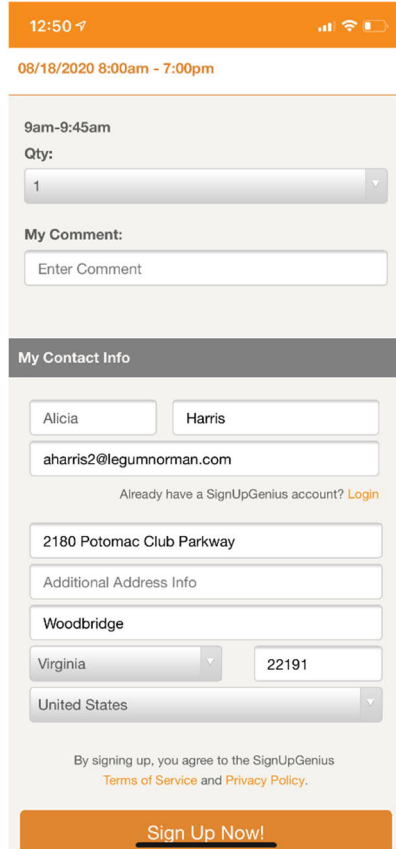 12:50
08/18/2020 8:00am - 7:00pm
9am-9:45am
Qty:
1
My Comment:
Enter Comment
My Contact Info
Alicia Harris
aharris2@legumnorman.com
Already have a SignUpGenius account? Login
2180 Potomac Club Parkway
Additional Address Info
Woodbridge
Virginia 22191
United States
By signing up, you agree to the SignUpGenius
Terms of Service and Privacy Policy.
Sign Up Now!